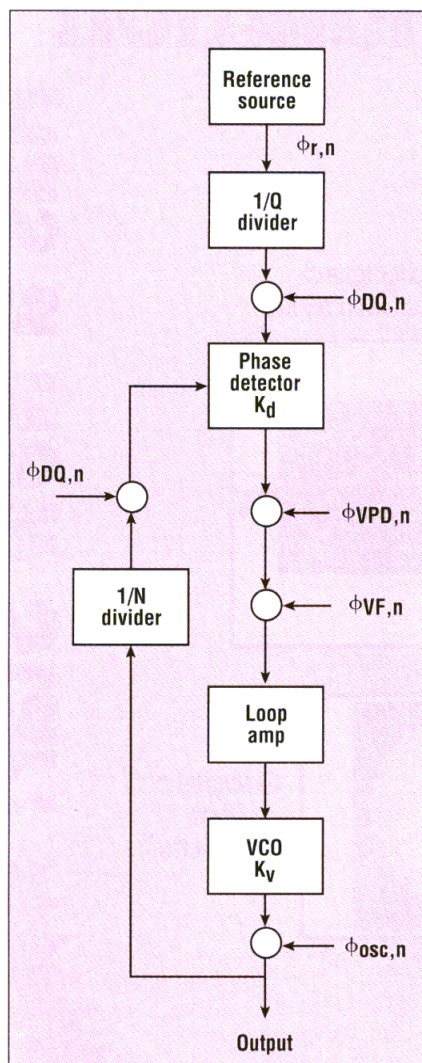 Reference
source
ϕr,n
1/Q
divider
ϕDQ,n
Phase
detector
Kd
ϕDQ,n
ϕVPD,n
1/N
divider
ϕVF,n
Loop
amp
VCO
Kv
ϕosc,n
Output